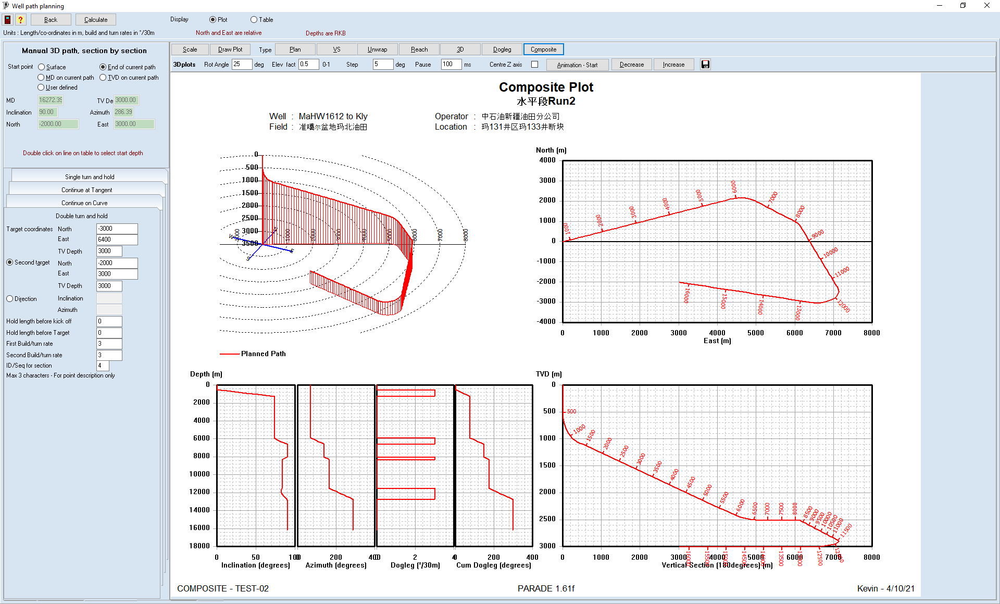 Well path planning
Back Calculate Display Plot Table
Units : Length/co-ordinates in m, build and turn rates in °/30m North and East are relative Depths are RKB
Manual 3D path, section by section
Start point Surface End of current path
MD on current path TVD on current path
User defined
MD 16272.39 TV De 3000.00
Inclination 90.00 Azimuth 286.39
North -2000.00 East 3000.00
Double click on line on table to select start depth
Single turn and hold
Continue at Tangent
Continue on Curve
Double turn and hold
Target coordinates North -3000
East 6400
TV Depth 3000
Second target North -2000
East 3000
TV Depth 3000
Direction Inclination
Azimuth
Hold length before kick off 0
Hold length before Target 0
First Build/turn rate 3
Second Build/turn rate 3
ID/Seq for section 4
Max 3 characters - For point description only
Scale Draw Plot Type Plan VS Unwrap Reach 3D Dogleg Composite
3Dplots Rot Angle 25 deg Elev fact 0.5 0-1 Step 5 deg Pause 100 ms Centre Z axis Animation - Start Decrease Increase
Composite Plot
水平段Run2
Well : MaHW1612 to Kly Operator : 中石油新疆油田分公司
Field : 准噶尔盆地玛北油田 Location : 玛131井区玛133井断块
0
500
1000
1500
2000
2500
3000
3500
W N S E
1000 1000 2000 3000 4000 5000 6000 7000 8000
Planned Path
North (m)
4000
3000
2000
1000
0
-1000
-2000
-3000
-4000
1000 2000 3000 4000 5000 6000 7000 8000 9000 10000 11000 12000 13000 14000 15000 16000
0 1000 2000 3000 4000 5000 6000 7000 8000
East (m)
Depth (m)
0
2000
4000
6000
8000
10000
12000
14000
16000
18000
0 50 100 0 200 400 0 2 4 0 200 400
Inclination (degrees) Azimuth (degrees) Dogleg (°/30m) Cum Dogleg (degrees)
TVD (m)
0
500
1000
1500
2000
2500
3000
500 1000 1500 2000 2500 3000 3500 4000 4500 5000 5500 6000 6500 7000 7500 8000 8500 9000 9500 10000 10500 11000 11500
12500 13500 15500 16000
0 1000 2000 3000 4000 5000 6000 7000 8000
Vertical Section (180degrees) (m)
COMPOSITE - TEST-02 PARADE 1.61f Kevin - 4/10/21